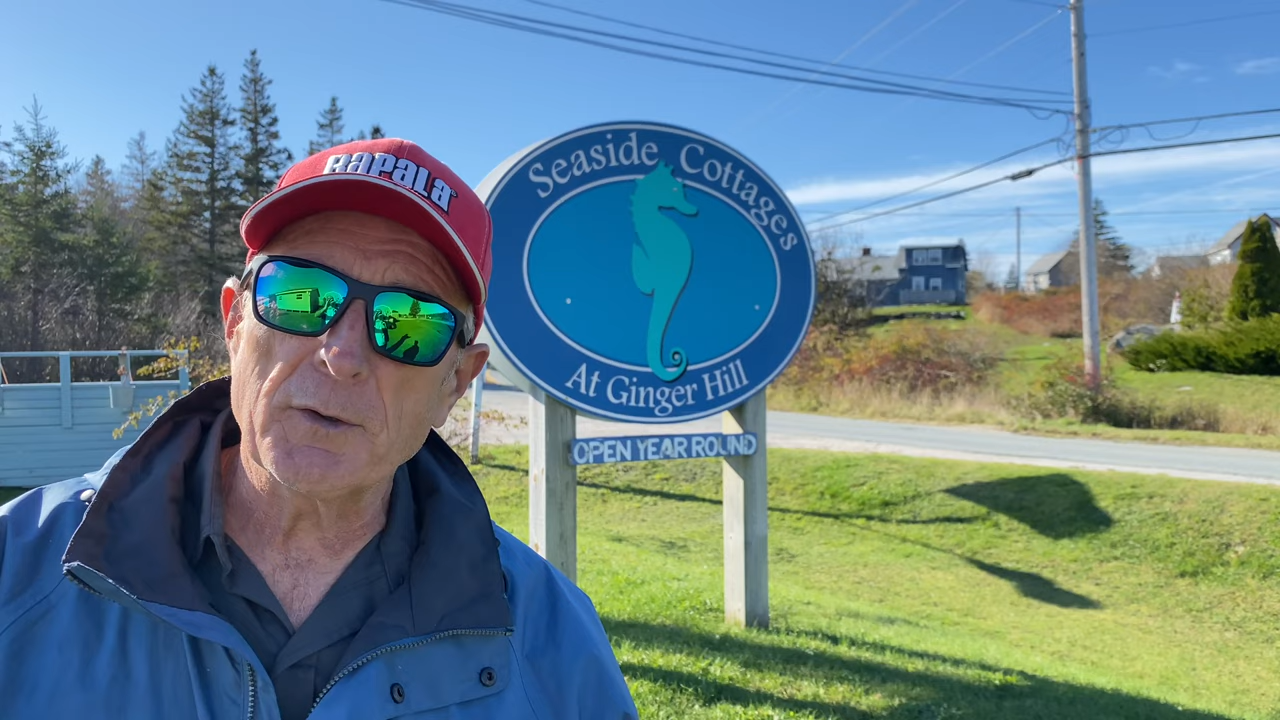 RAPALA
Seaside Cottages
At Ginger Hill
OPEN YEAR ROUND